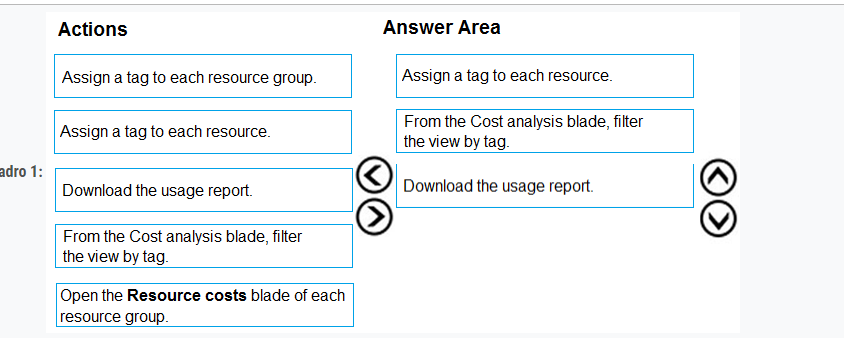 Actions
Answer Area
Assign a tag to each resource group.
Assign a tag to each resource.
Assign a tag to each resource.
From the Cost analysis blade, filter
the view by tag.
adro 1:
Download the usage report.
Download the usage report.
From the Cost analysis blade, filter
the view by tag.
Open the Resource costs blade of each
resource group.